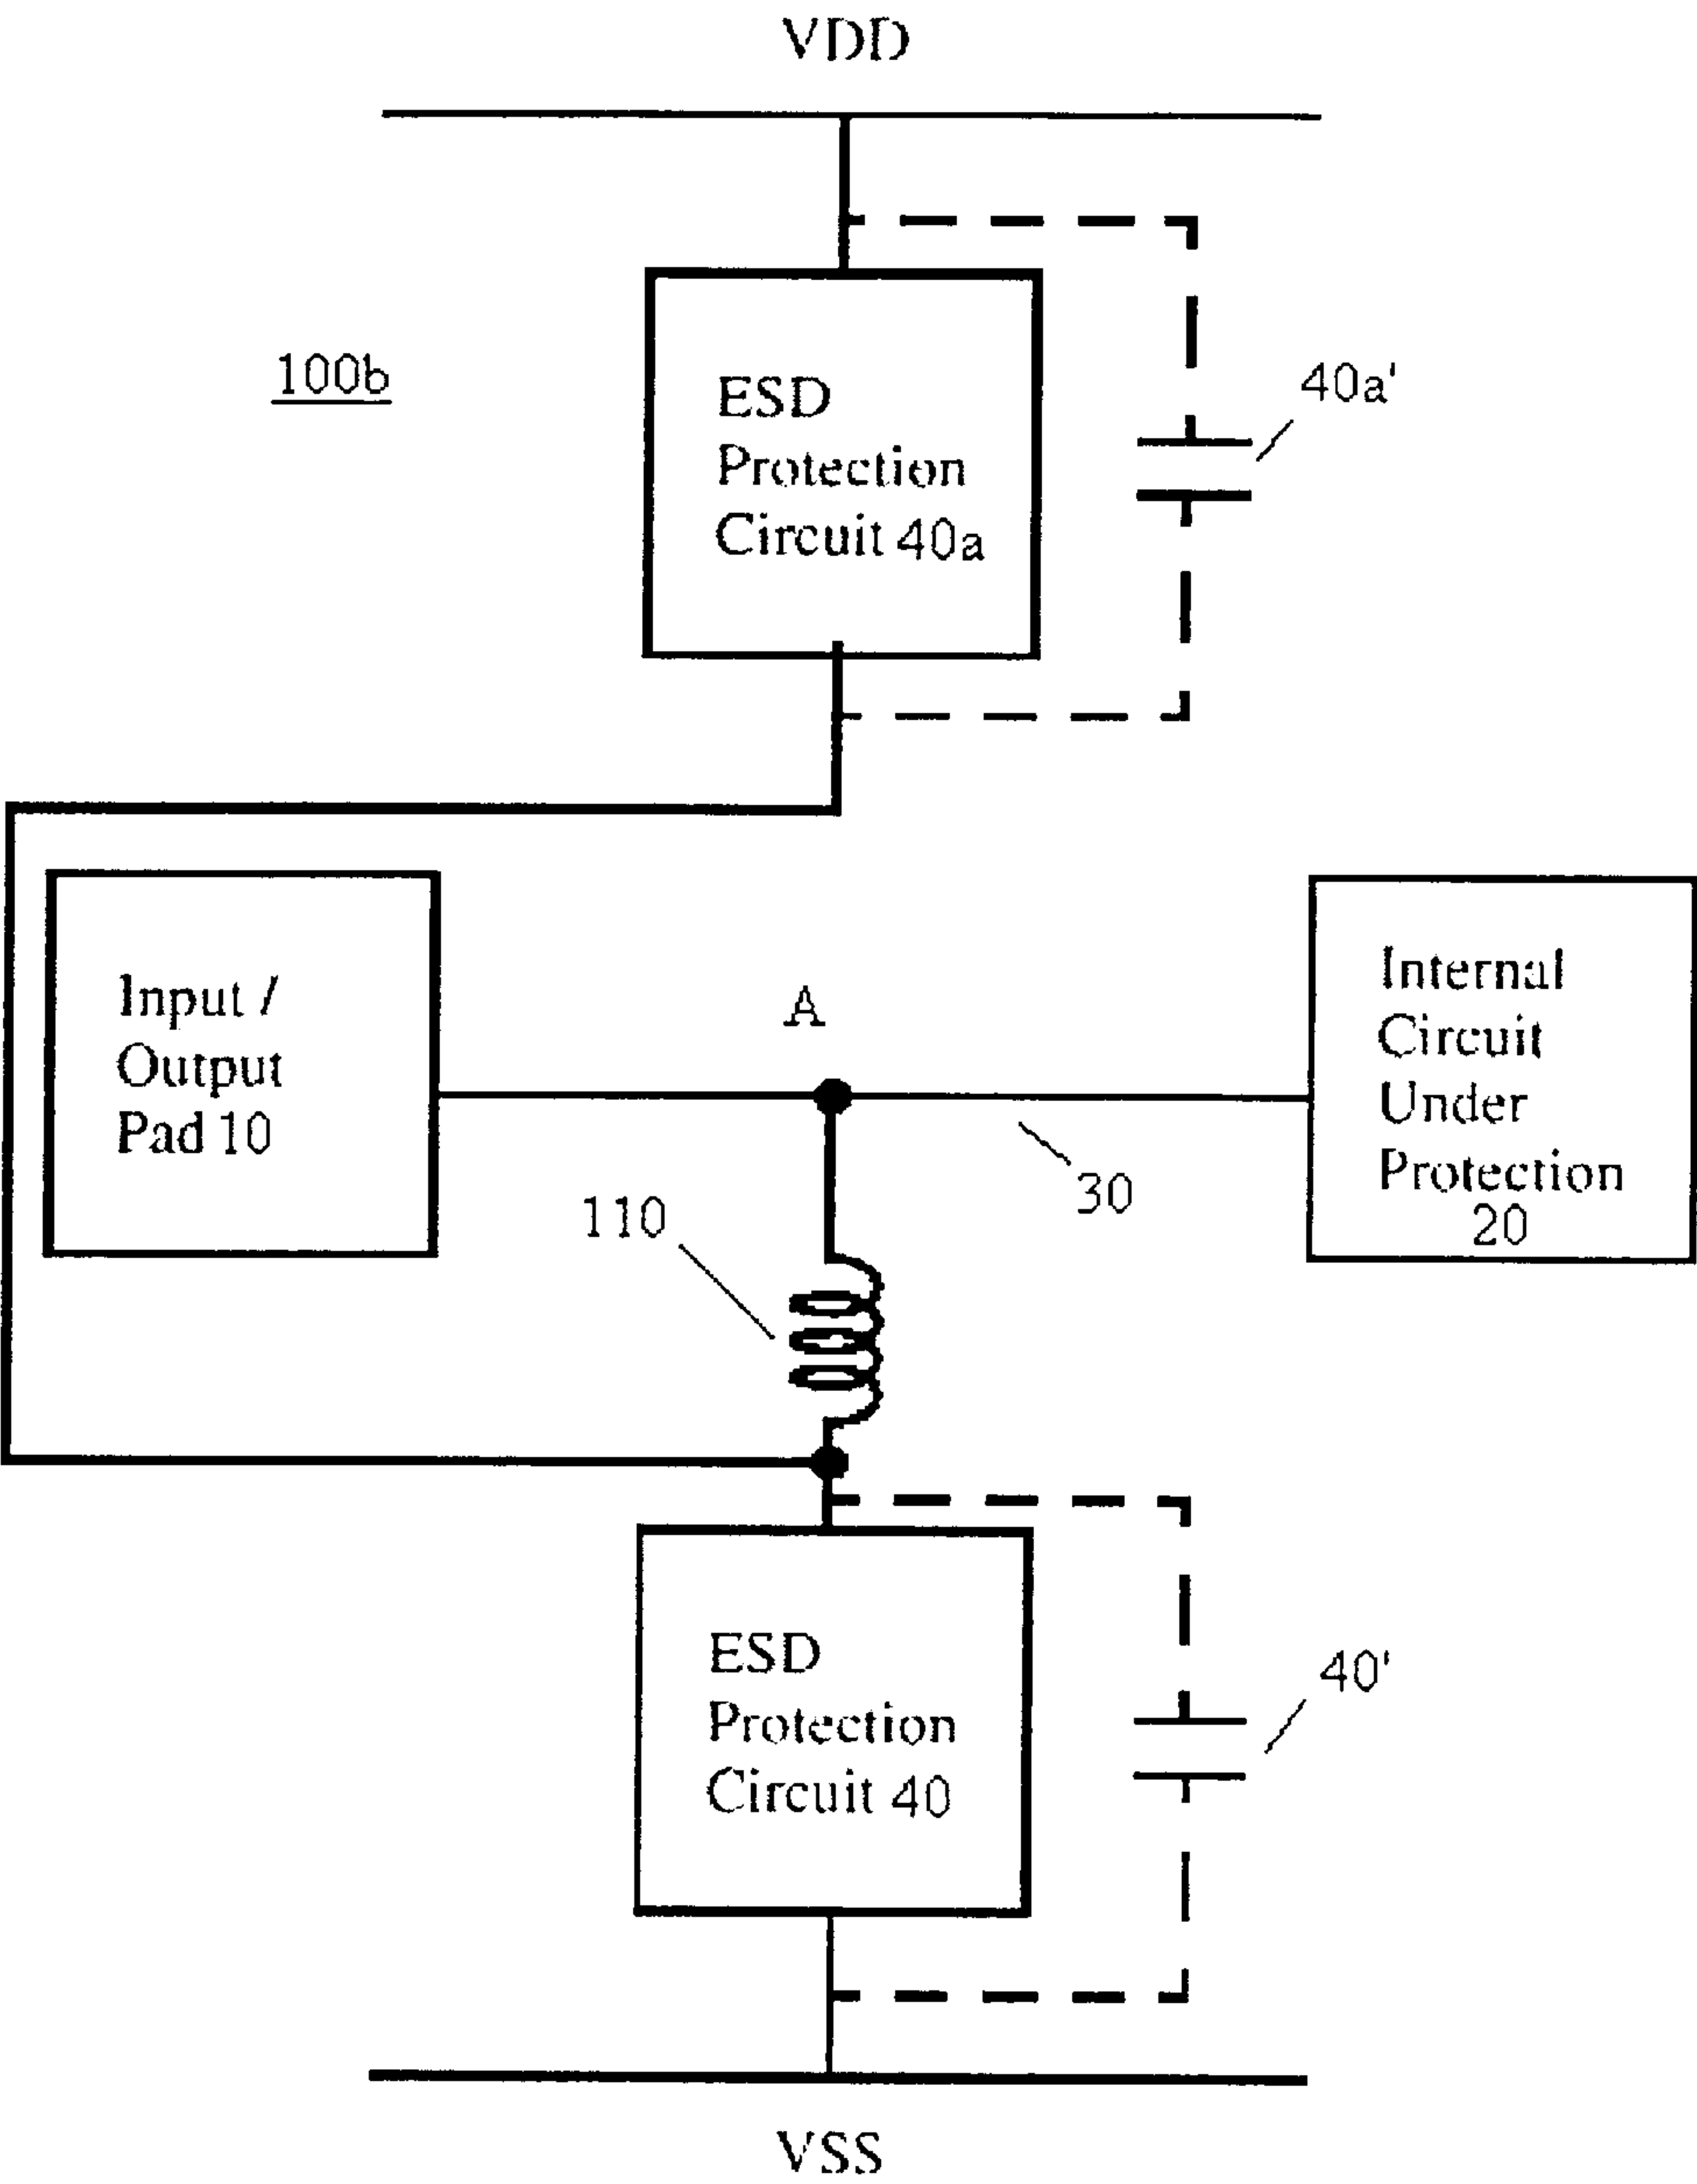 VDD
100b
ESD
Protection
Circuit 40a
40a'
Input /
Output
Pad 10
A
30
Internal
Circuit
Under
Protection
20
110
ESD
Protection
Circuit 40
40'
VSS